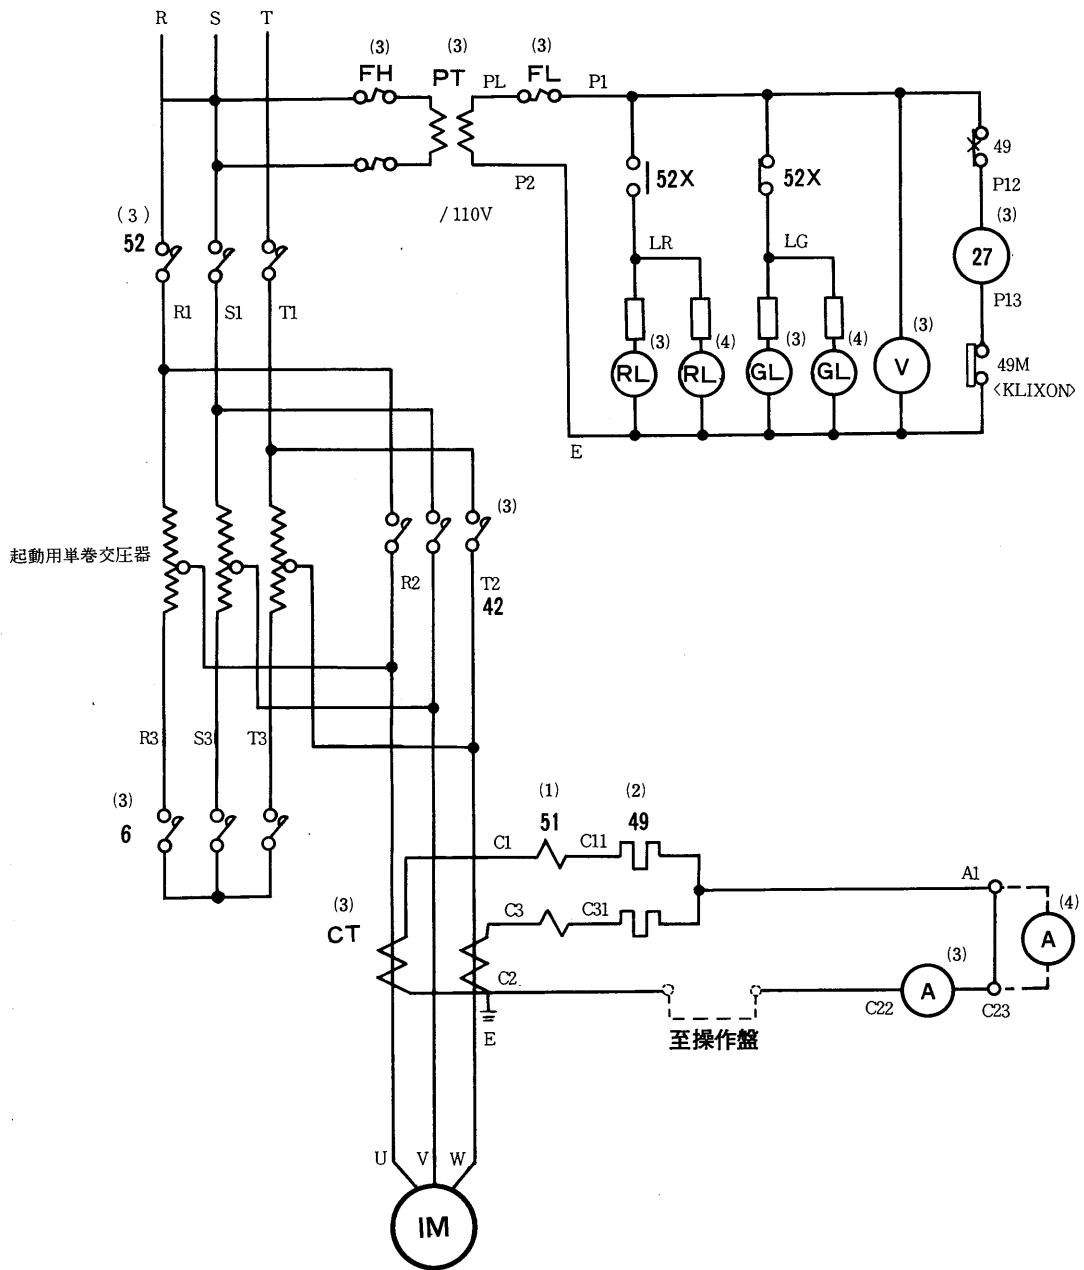 R S T
(3) (3) (3)
FH PT PL FL P1
49
52X 52X
P2 P12
/110V
(3)
(3)
52
27
LR LG
P13
R1 S1 T1
(3) (4) (3) (4) (3)
RL RL GL GL V
49M
<KLIXON>
E
(3)
起動用単巻交圧器
R2 T2
42
R3 S3 T3
(3)
6
(1) (2)
51 49
C1 C11
A1
(3)
CT
C3 C31
(4)
A
(3)
A
C2
C22 C23
E
至操作盤
U V W
IM